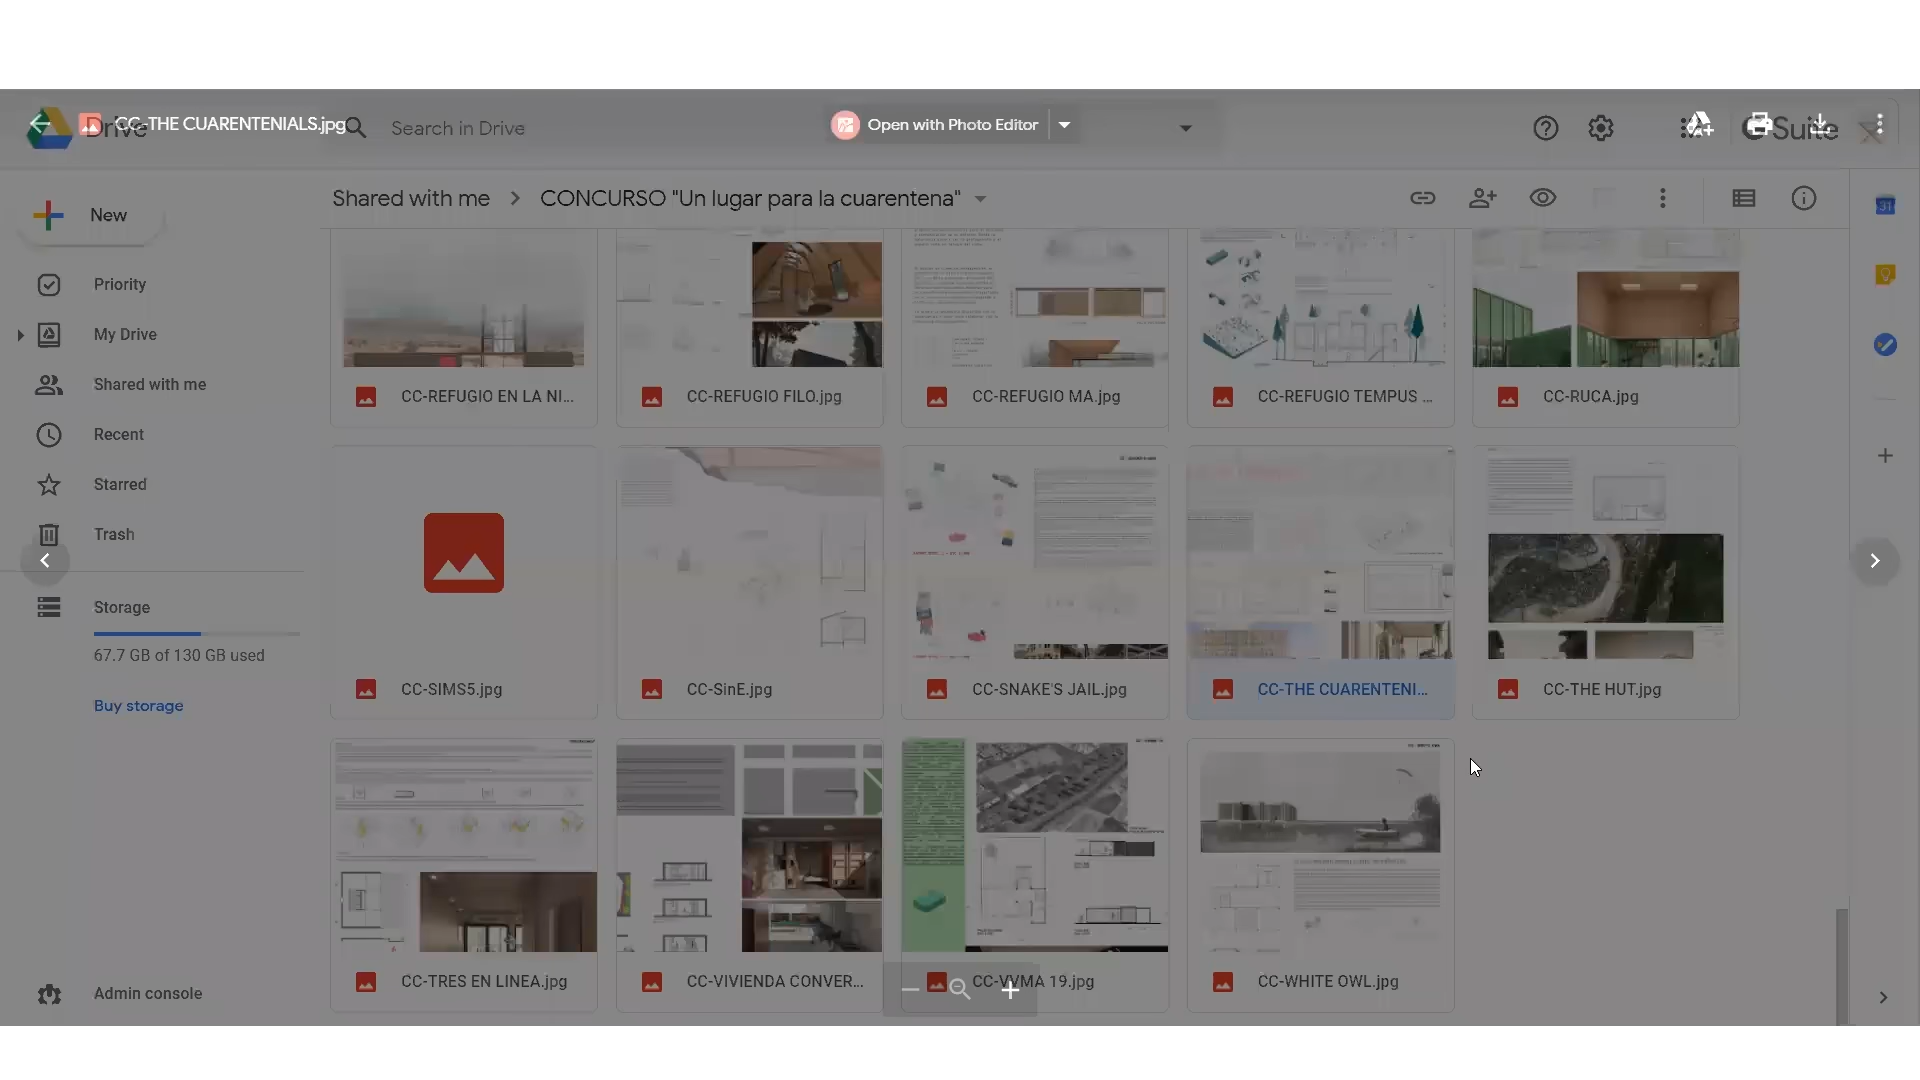 CC-THE CUARENTENIALS.jpg
Drive
Search in Drive
Open with Photo Editor
G Suite
New
Shared with me
CONCURSO "Un lugar para la cuarentena"
31
Priority
My Drive
Shared with me
Recent
Starred
Trash
Storage
67.7 GB of 130 GB used
Buy storage
Admin console
CC-REFUGIO EN LA NI...
CC-REFUGIO FILO.jpg
CC-REFUGIO MA.jpg
CC-REFUGIO TEMPUS ...
CC-RUCA.jpg
CC-SIMS5.jpg
CC-SinE.jpg
CC-SNAKE'S JAIL.jpg
CC-THE CUARENTENI...
CC-THE HUT.jpg
CC-TRES EN LINEA.jpg
CC-VIVIENDA CONVER...
CC-VVMA 19.jpg
CC-WHITE OWL.jpg